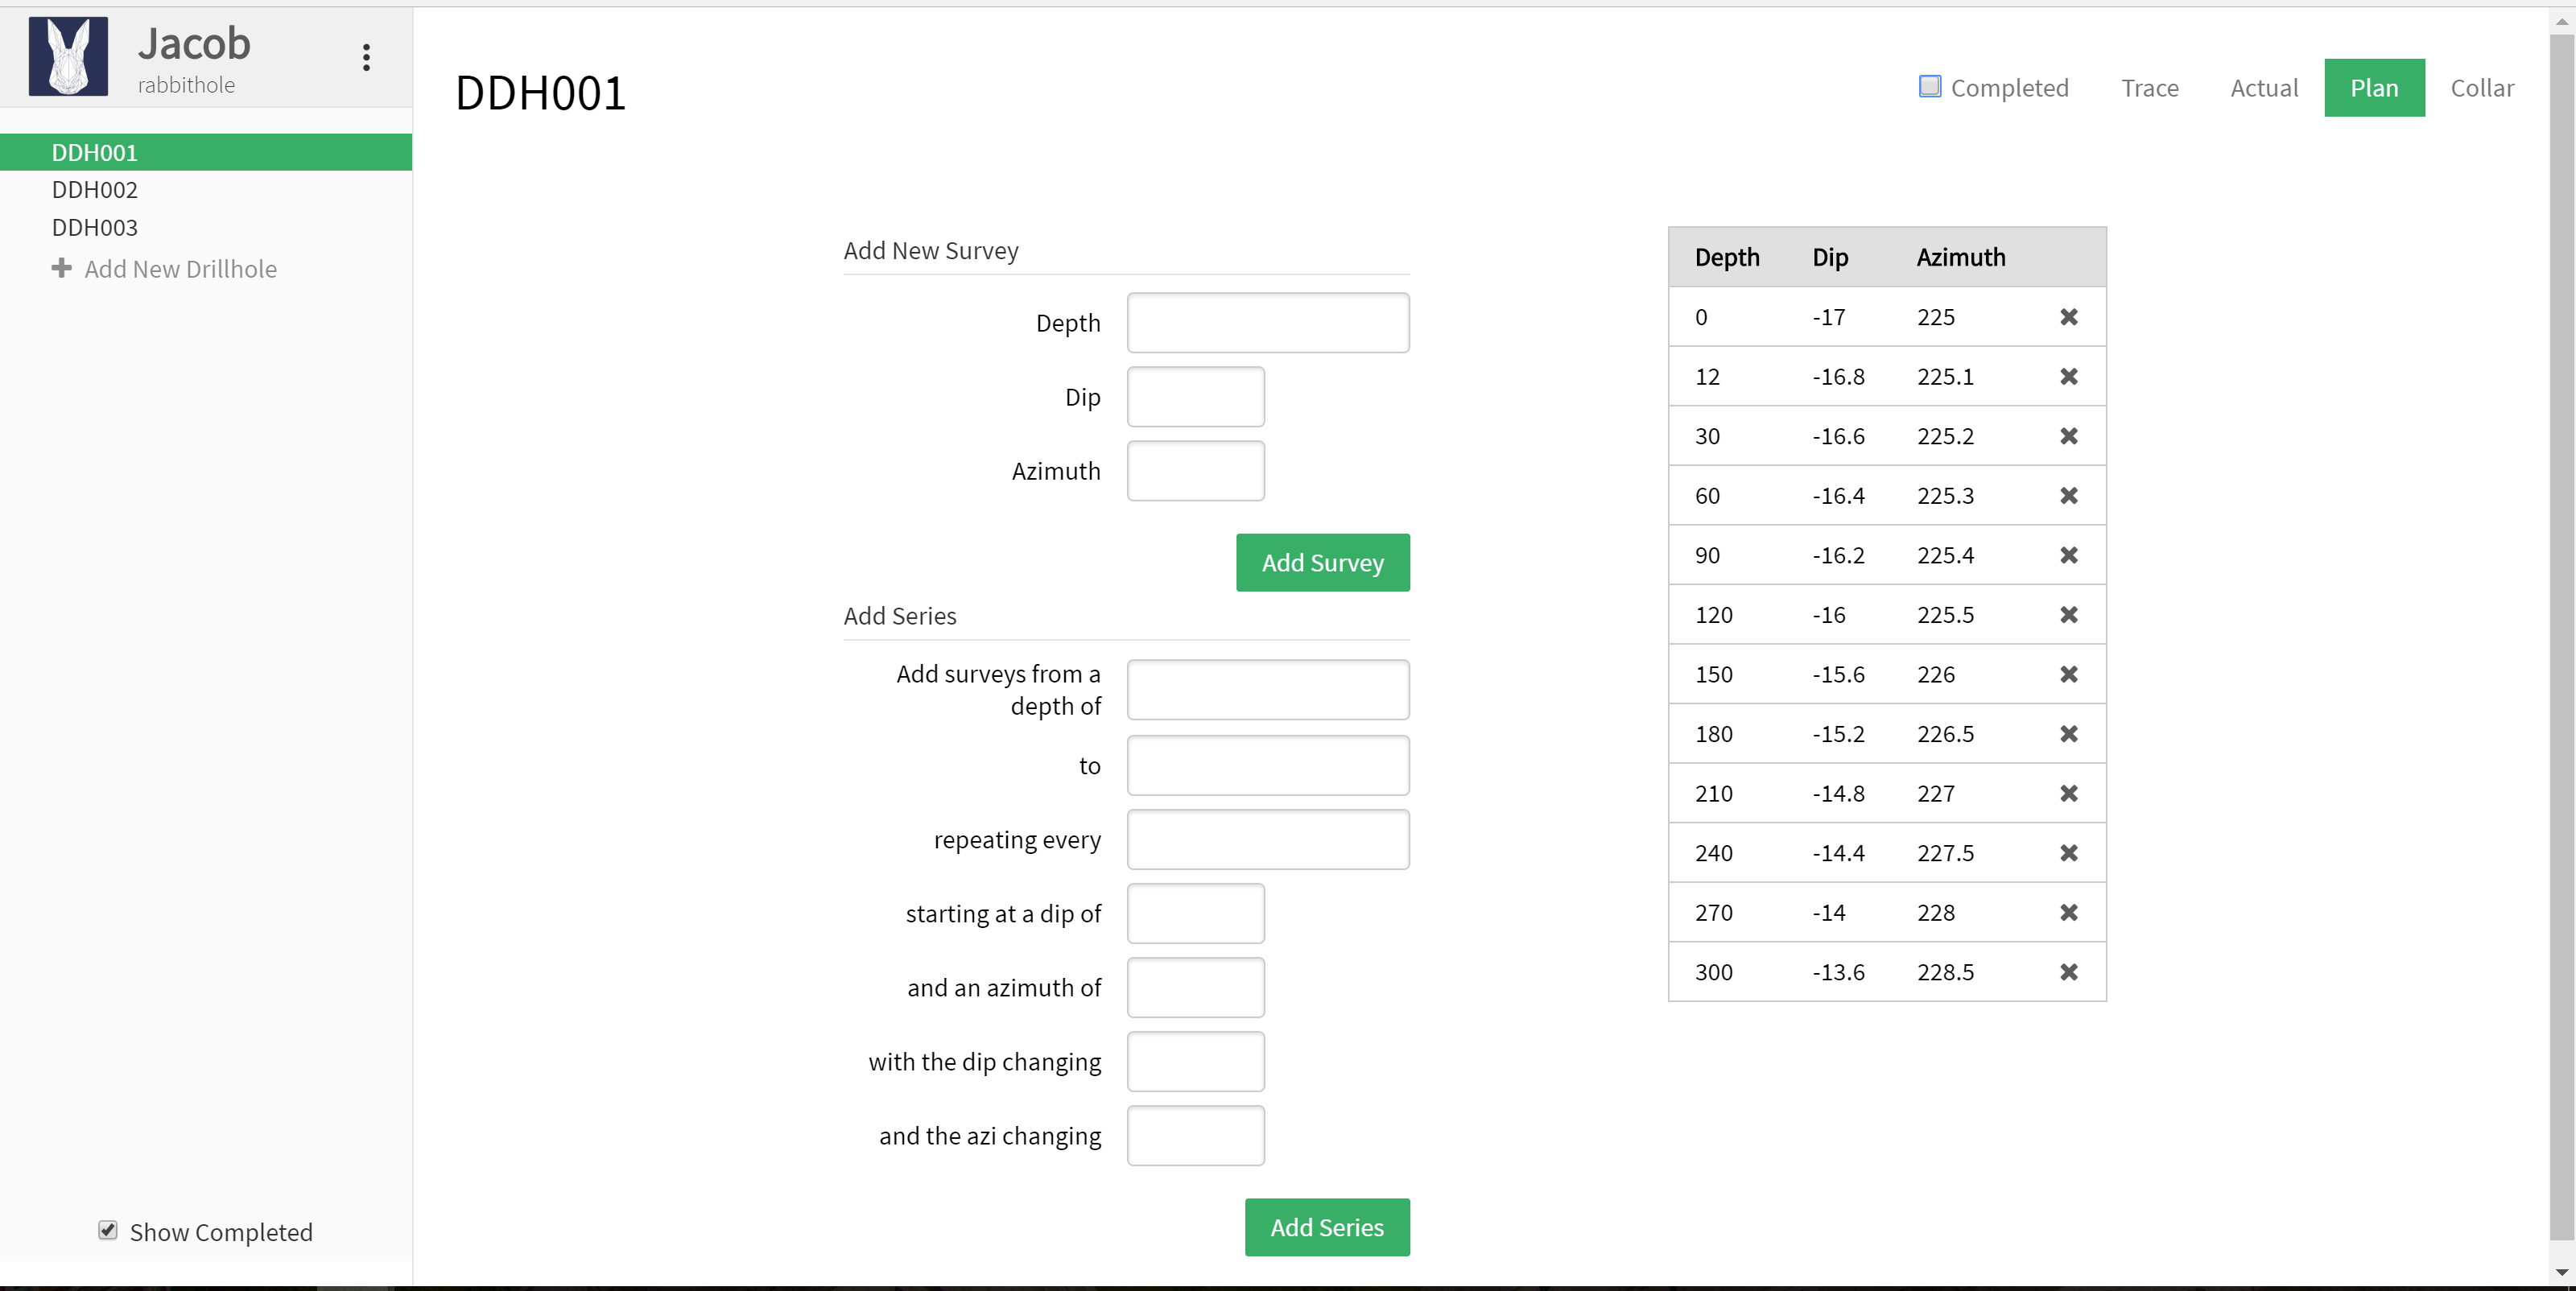 Jacob
rabbithole
DDH001
DDH002
DDH003
Add New Drillhole
Show Completed
DDH001
Completed Trace Actual Plan Collar
Add New Survey
Depth
Dip
Azimuth
Add Survey
Add Series
Add surveys from a
depth of
to
repeating every
starting at a dip of
and an azimuth of
with the dip changing
and the azi changing
Add Series
Depth Dip Azimuth
0 -17 225
12 -16.8 225.1
30 -16.6 225.2
60 -16.4 225.3
90 -16.2 225.4
120 -16 225.5
150 -15.6 226
180 -15.2 226.5
210 -14.8 227
240 -14.4 227.5
270 -14 228
300 -13.6 228.5